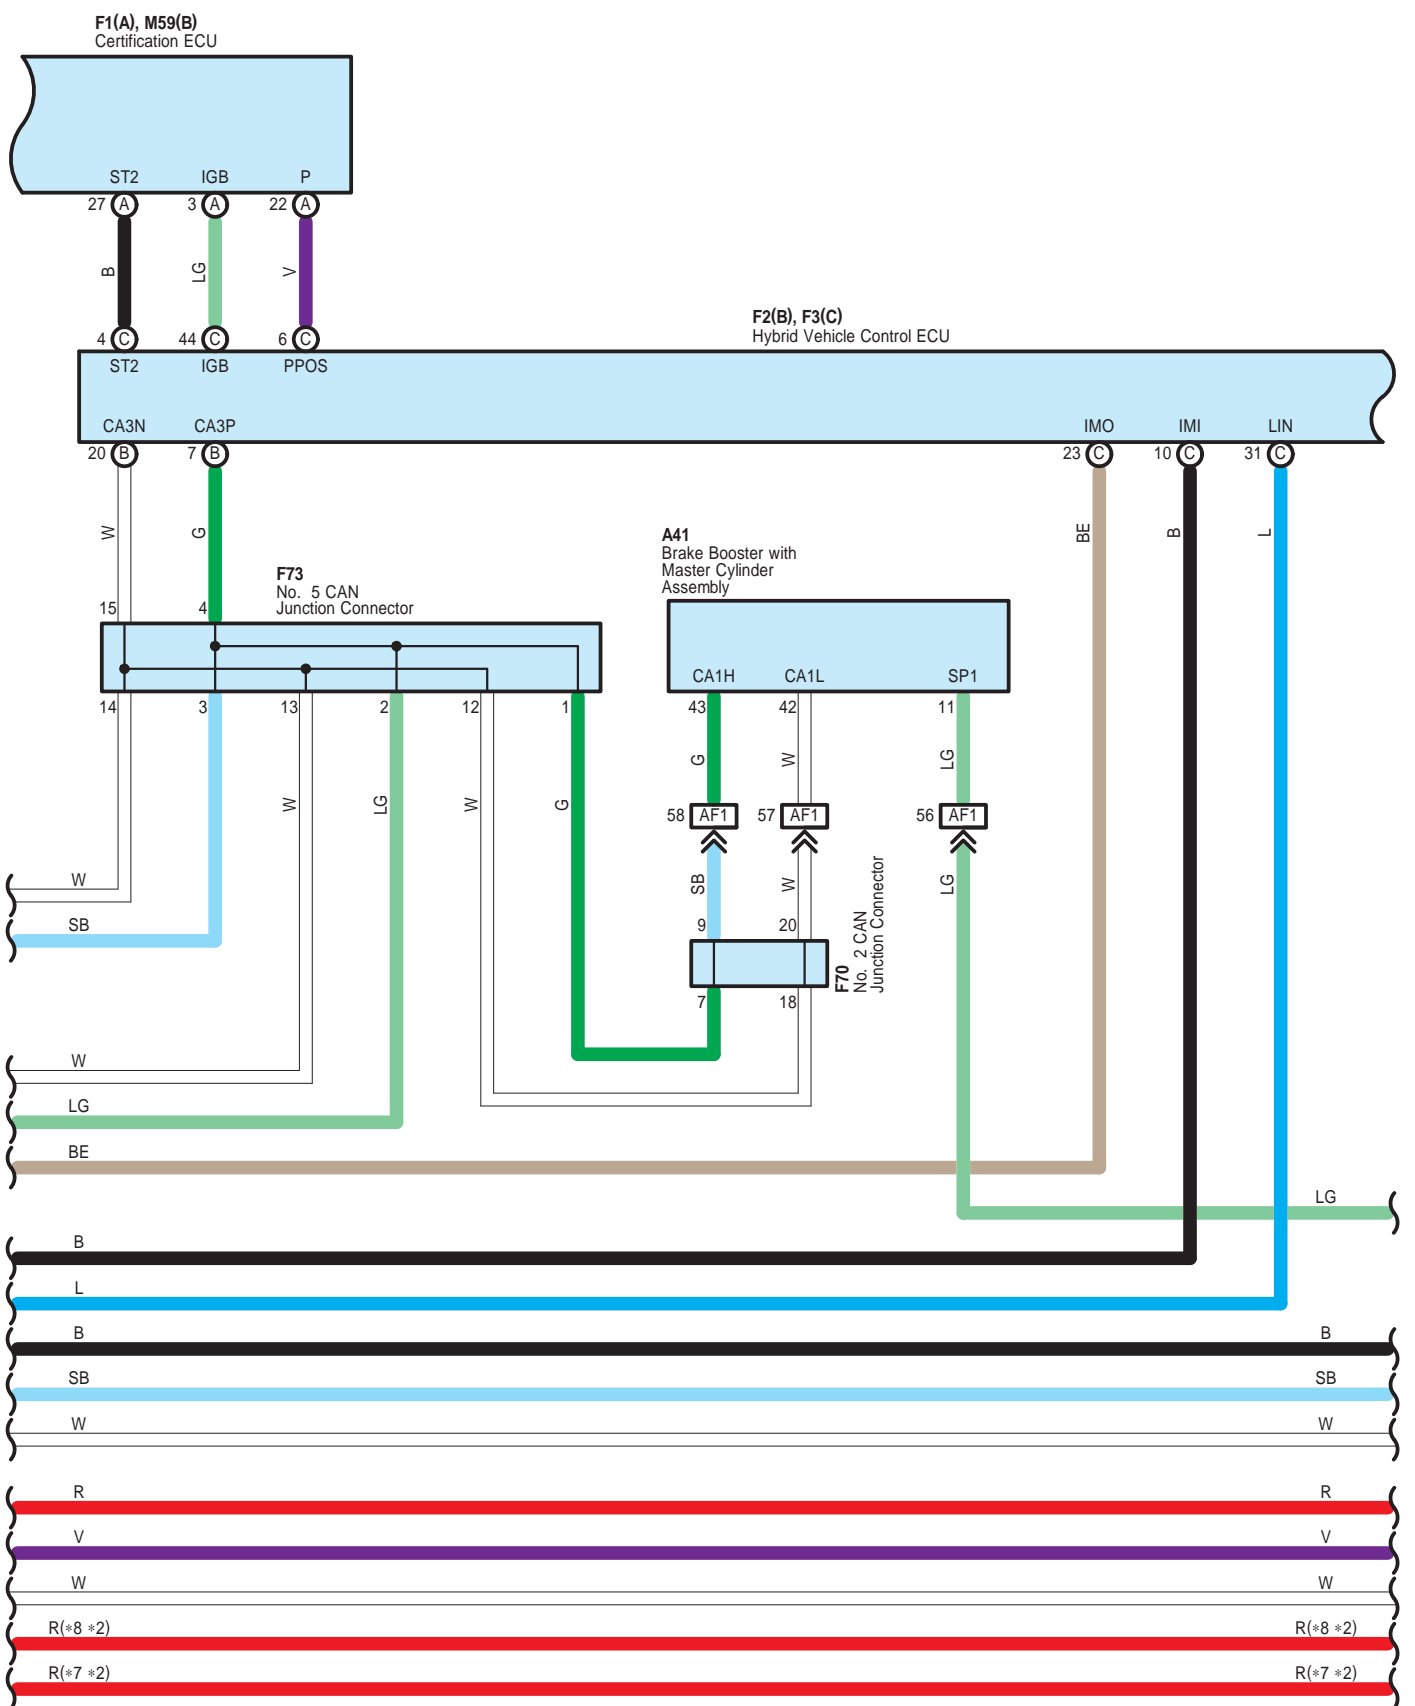 F1(A), M59(B)
Certification ECU
ST2 IGB P
27 A 3 A 22 A
B LG V
4 C 44 C 6 C
F2(B), F3(C)
Hybrid Vehicle Control ECU
ST2 IGB PPOS
CA3N CA3P IMO IMI LIN
20 B 7 B 23 C 10 C 31 C
W G BE B L
A41
Brake Booster with
Master Cylinder
Assembly
F73
No. 5 CAN
Junction Connector
15 4
CA1H CA1L SP1
14 3 13 2 12 1 43 42 11
G W LG
W LG W G
58 AF1 57 AF1 56 AF1
SB W LG
W
SB
9 20
F70
No. 2 CAN
Junction Connector
7 18
W
LG
BE
LG
B
L
B B
SB SB
W W
R R
V V
W W
R(*8 *2) R(*8 *2)
R(*7 *2) R(*7 *2)